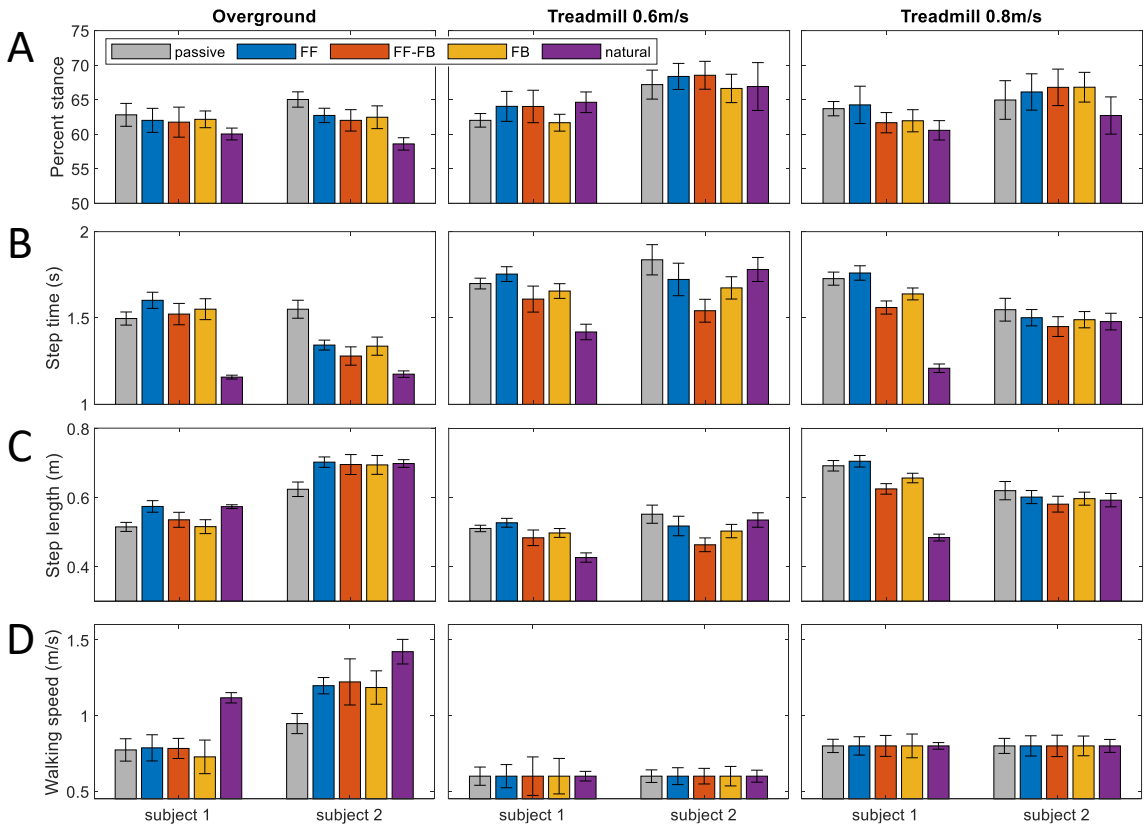 Overground Treadmill 0.6m/s Treadmill 0.8m/s
A
Percent stance
75
70
65
60
55
50
passive FF FF-FB FB natural
B
Step time (s)
2
1.5
1
C
Step length (m)
0.8
0.6
0.4
D
Walking speed (m/s)
1.5
1
0.5
subject 1 subject 2 subject 1 subject 2 subject 1 subject 2